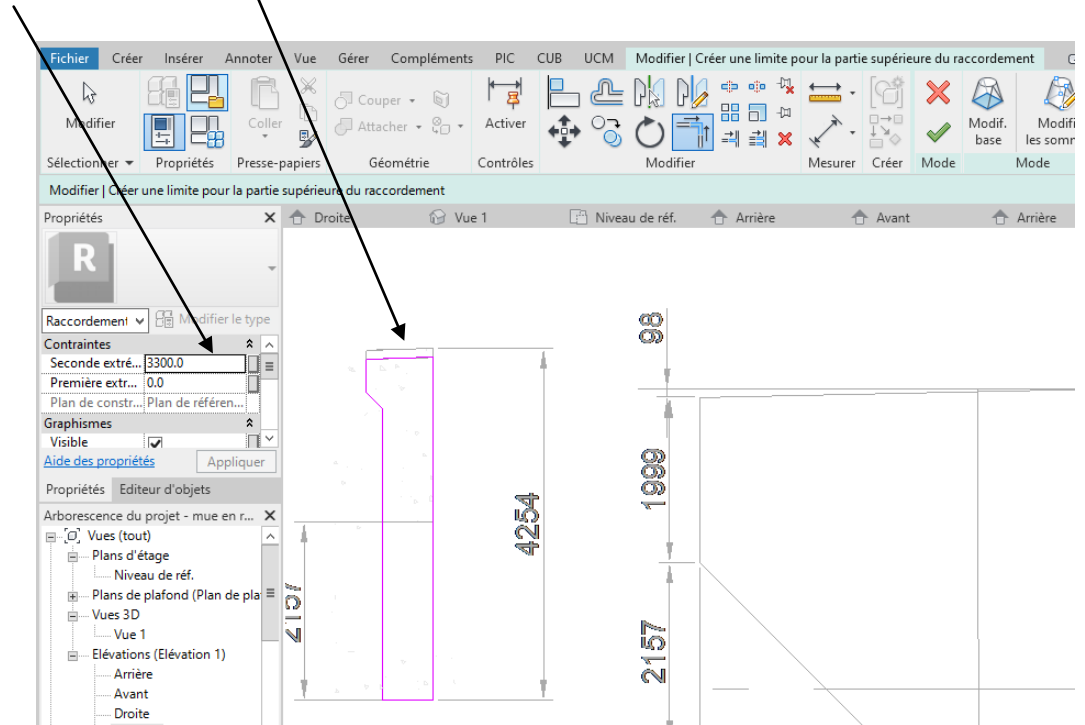 Fichier Créer Insérer Annoter Vue Gérer Compléments PIC CUB UCM Modifier | Créer une limite pour la partie supérieure du raccordement
Modifier
Coller
Couper
Attacher
Activer
Modif. base
les somm
Sélectionner Propriétés Presse-papiers Géométrie Contrôles Modifier Mesurer Créer Mode Mode
Modifier | Créer une limite pour la partie supérieure du raccordement
Propriétés
Droite Vue 1 Niveau de réf. Arrière Avant Arrière
R
Raccordement Modifier le type
Contraintes
Seconde extré... 3300.0
Première extr... 0.0
Plan de constr... Plan de référen...
Graphismes
Visible
Aide des propriétés Appliquer
Propriétés Editeur d'objets
Arborescence du projet - mue en r...
Vues (tout)
Plans d'étage
Niveau de réf.
Plans de plafond (Plan de pla
Vues 3D
Vue 1
Elévations (Elévation 1)
Arrière
Avant
Droite
2157
4254
98
1999
2157